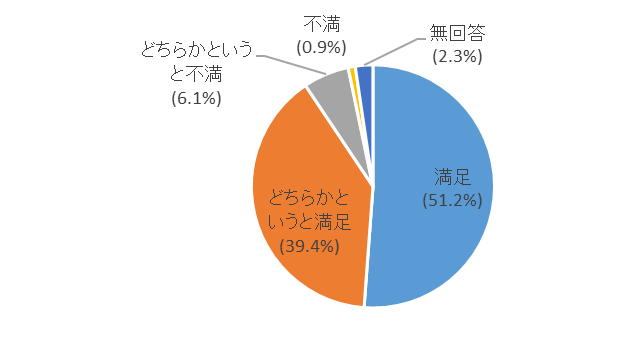 不満
(0.9%)
無回答
(2.3%)
どちらかという
と不満
(6.1%)
満足
(51.2%)
どちらかと
いうと満足
(39.4%)